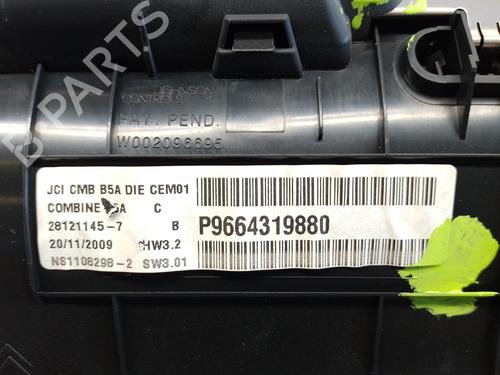 B-PARTS
JOHNSON
CONTROLS
PAT. PEND.
W002096695
JCI CMB B5A DIE CEM01
COMBINE C
28121145-7 B
20/11/2009 HW3.2
NS1108298-2 SW3.01
P9664319880